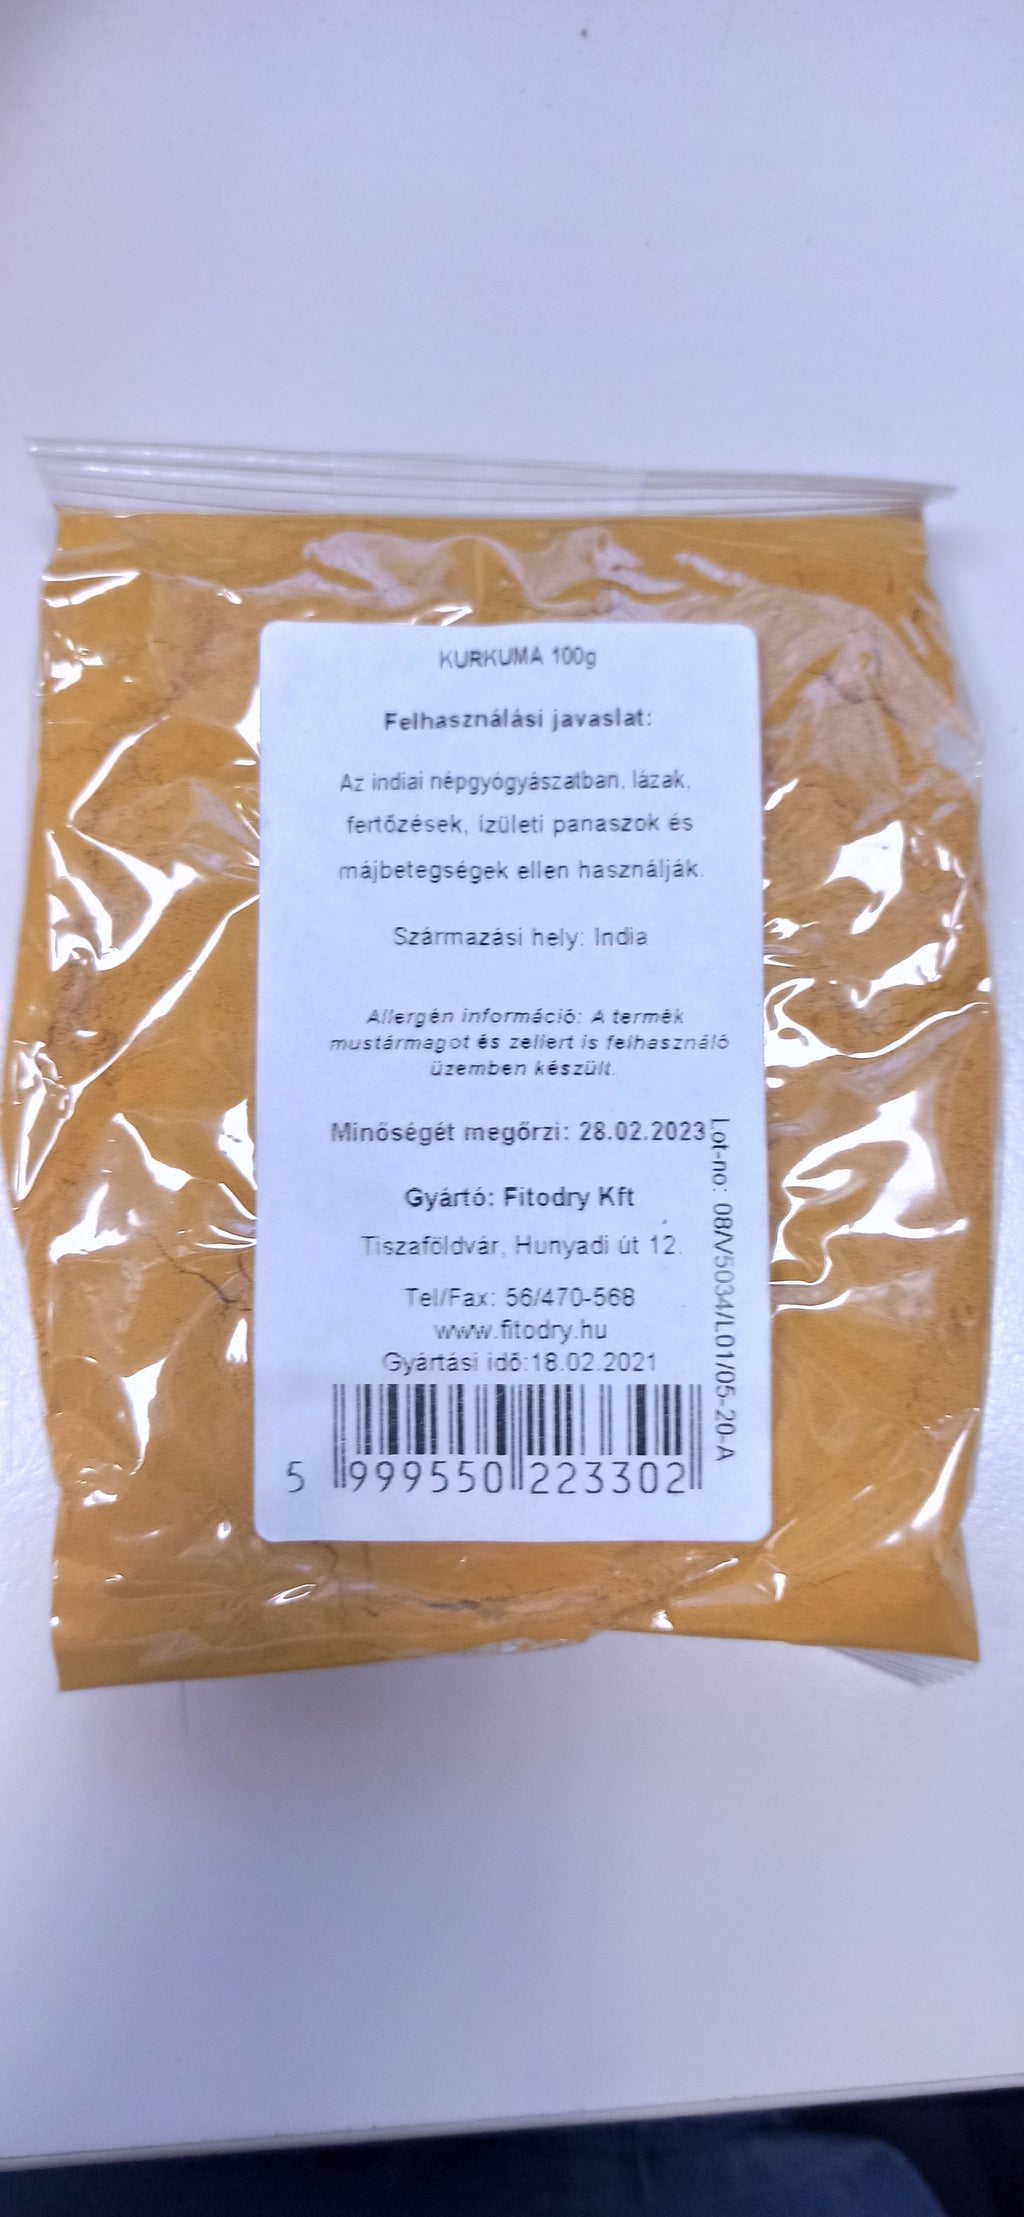 KURKUMA 100g
Felhasználási javaslat:
Az indiai népgyógyászatban, lázak,
fertőzések, ízületi panaszok és
májbetegségek ellen használják.
Származási hely: India
Allergén információ: A termék
mustármagot és zellert is felhasználó
üzemben készült.
Minőségét megőrzi: 28.02.2023
Gyártó: Fitodry Kft
Tiszaföldvár, Hunyadi út 12.
Tel/Fax: 56/470-568
www.fitodry.hu
Gyártási idő:18.02.2021
5 999550 223302
Lot-no: 08/V5034/L01/05-20-A